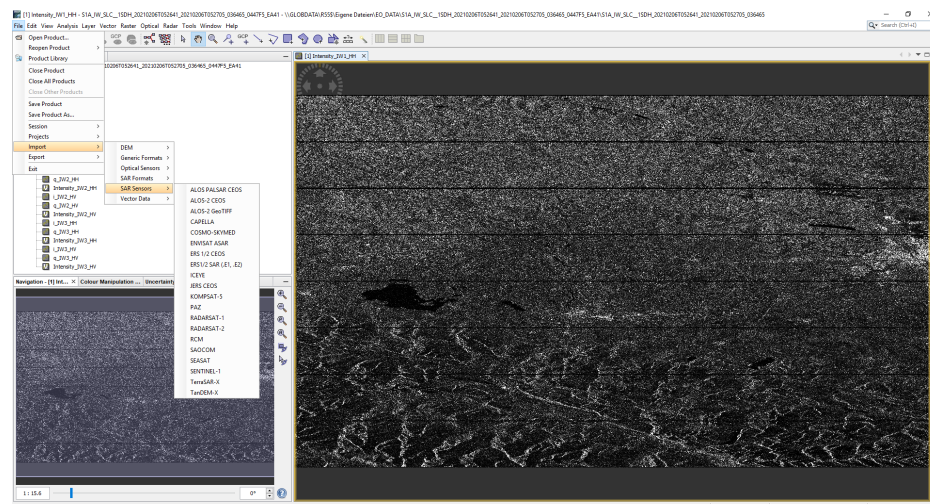 [1] Intensity_IW1_HH - S1A_IW_SLC__1SDH_20210206T052641_20210206T052705_036465_0447F5_EA41 - \\GLOBDATA\RSS$\Eigene Dateien\EO_DATA\S1A_IW_SLC__1SDH_20210206T052641_20210206T052705_036465_0447F5_EA41\S1A_IW_SLC__1SDH_20210206T052641_20210206T052705_036465
File Edit View Analysis Layer Vector Raster Optical Radar Tools Window Help
Search (Ctrl+I)
Open Product...
Reopen Product
Product Library
Close Product
Close All Products
Close Other Products
Save Product
Save Product As...
Session
Projects
Import
Export
Exit
GCP
GCP
[1] Intensity_IW1_HH
10206T052641_20210206T052705_036465_0447F5_EA41
DEM
Generic Formats
Optical Sensors
SAR Formats
SAR Sensors
Vector Data
ALOS PALSAR CEOS
ALOS-2 CEOS
ALOS-2 GeoTIFF
CAPELLA
COSMO-SKYMED
ENVISAT ASAR
ERS 1/2 CEOS
ERS1/2 SAR (.E1, .E2)
ICEYE
JERS CEOS
KOMPSAT-5
PAZ
RADARSAT-1
RADARSAT-2
RCM
SAOCOM
SEASAT
SENTINEL-1
TerraSAR-X
TanDEM-X
q_IW2_HH
Intensity_IW2_HH
i_IW2_HV
q_IW2_HV
Intensity_IW2_HV
i_IW3_HH
q_IW3_HH
Intensity_IW3_HH
i_IW3_HV
q_IW3_HV
Intensity_IW3_HV
Navigation - [1] Int... Colour Manipulation ... Uncertaint
1 : 15.6
0°